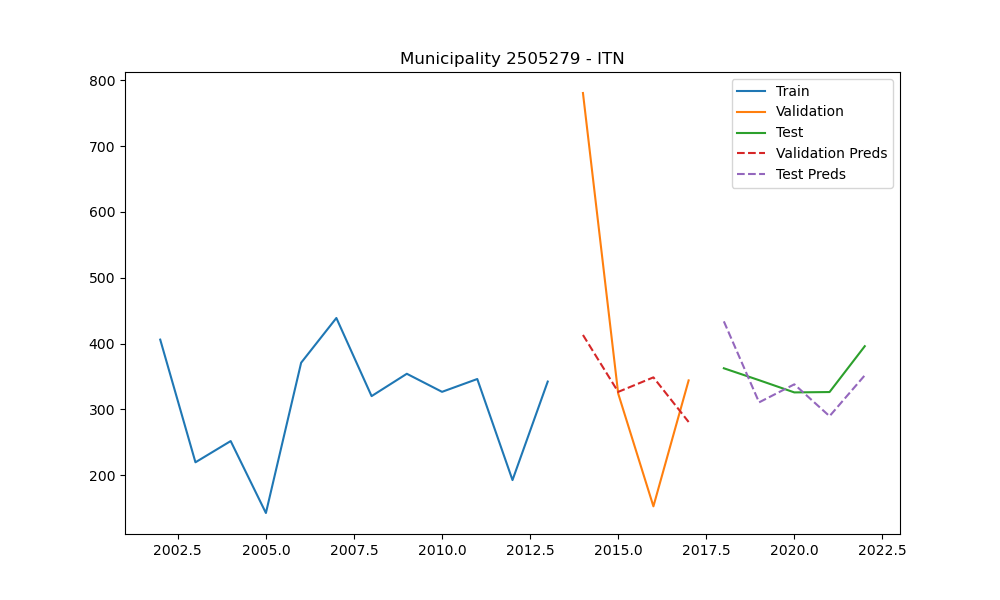 Municipality 2505279 - ITN
800
700
600
500
400
300
200
Train
Validation
Test
Validation Preds
Test Preds
2002.5 2005.0 2007.5 2010.0 2012.5 2015.0 2017.5 2020.0 2022.5